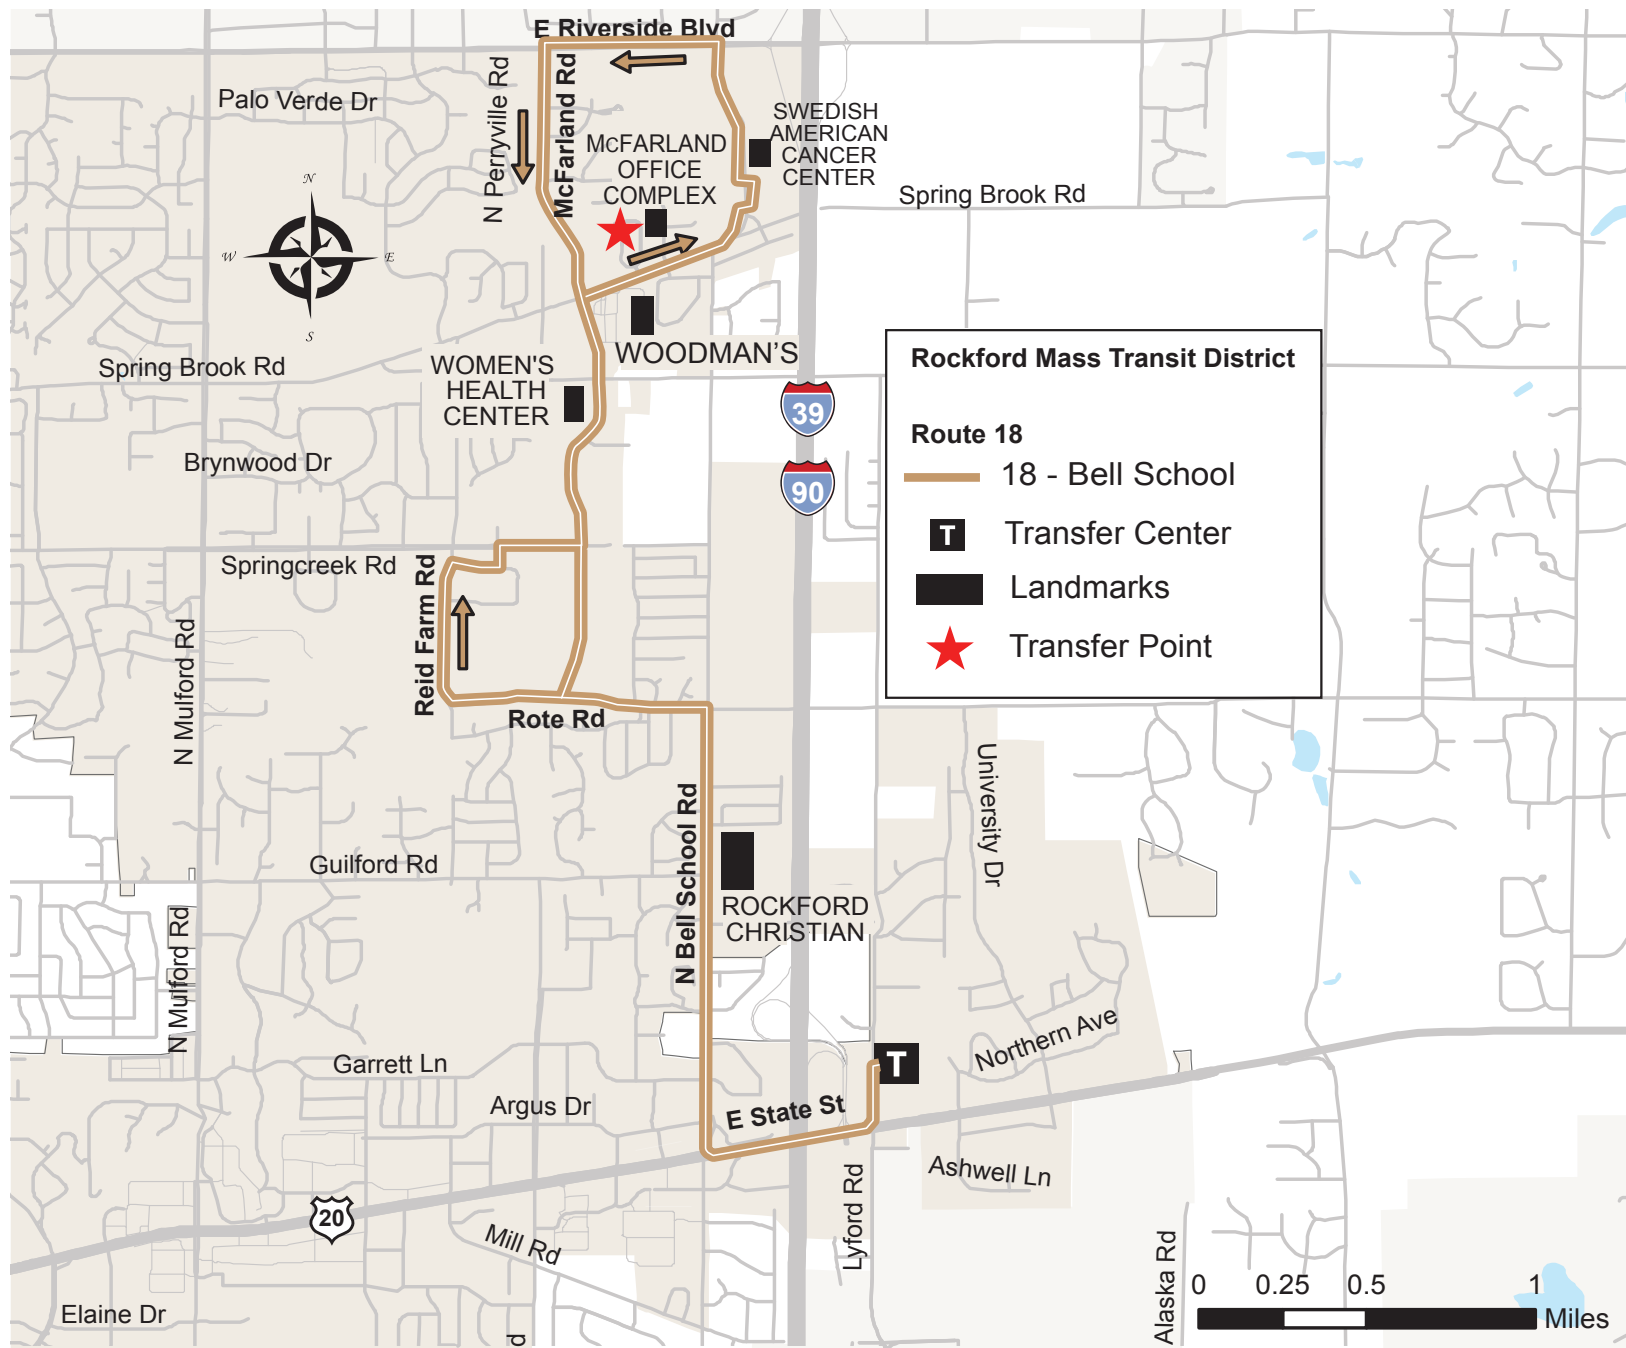 E Riverside Blvd
Palo Verde Dr
N Perryville Rd
McFarland Rd
SWEDISH
AMERICAN
CANCER
CENTER
McFARLAND
OFFICE
COMPLEX
Spring Brook Rd
N
W
E
S
WOODMAN'S
Spring Brook Rd
WOMEN'S
HEALTH
CENTER
39
90
Brynwood Dr
Rockford Mass Transit District
Route 18
18 - Bell School
T
Transfer Center
Landmarks
Transfer Point
Springcreek Rd
Reid Farm Rd
N Mulford Rd
Rote Rd
University Dr
N Bell School Rd
Guilford Rd
ROCKFORD
CHRISTIAN
N Mulford Rd
Northern Ave
T
Garrett Ln
Argus Dr
E State St
Ashwell Ln
Lyford Rd
20
Mill Rd
Alaska Rd
0
0.25
0.5
1
Miles
Elaine Dr
d